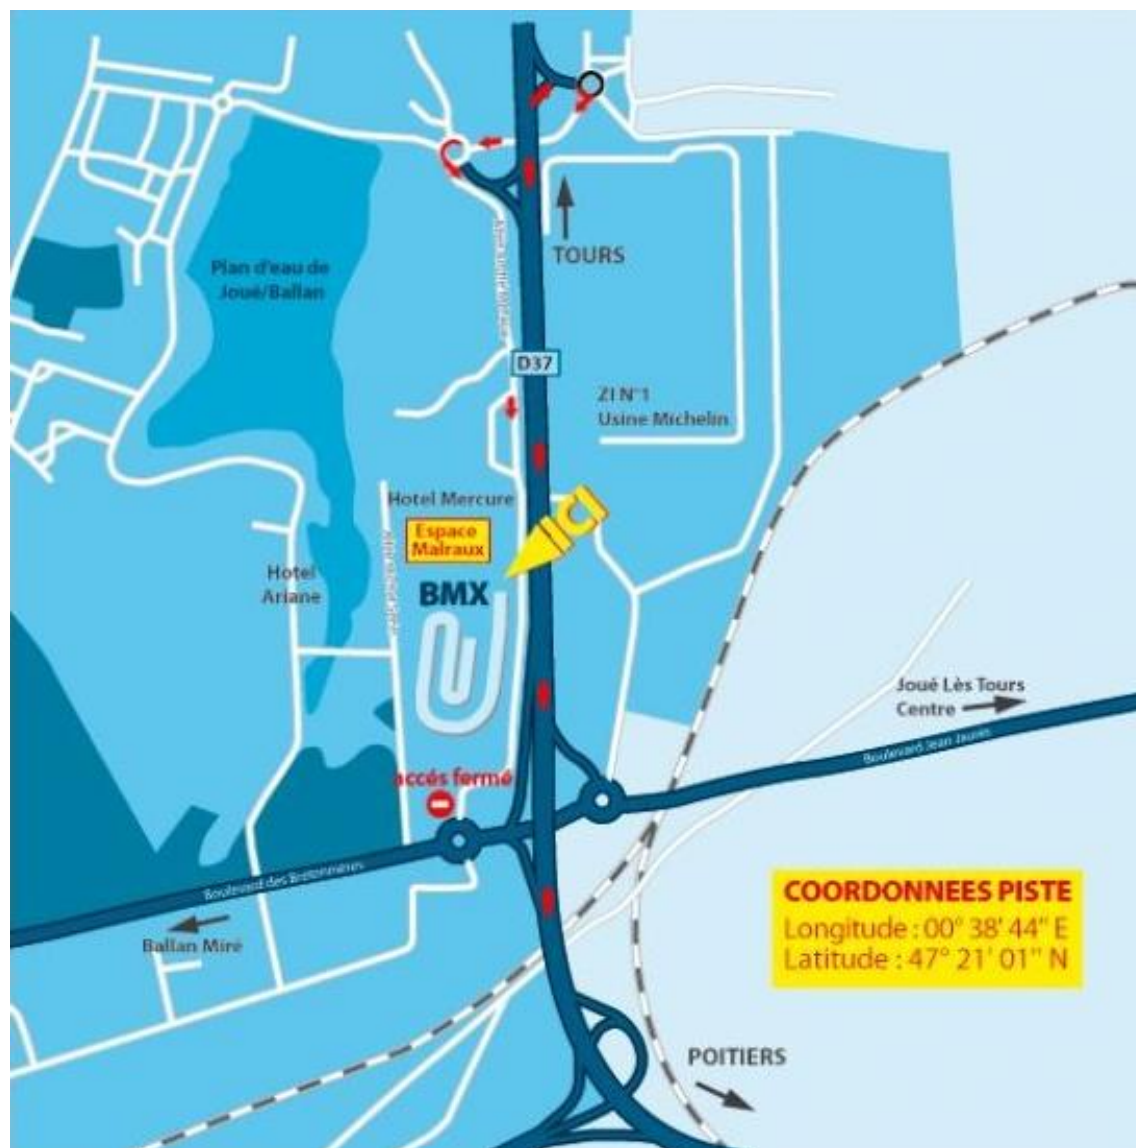 TOURS
Plan d'eau de
Joué/Ballan
D37
ZI N°1
Usine Michelin
Hotel Mercure
ICI
Espace
Malraux
Hotel
Ariane
BMX
Joué Lès Tours
Centre
Boulevard Jean Jaures
accés fermé
Boulevard des Bretonnières
Ballan Miré
COORDONNEES PISTE
Longitude : 00° 38' 44" E
Latitude : 47° 21' 01" N
POITIERS